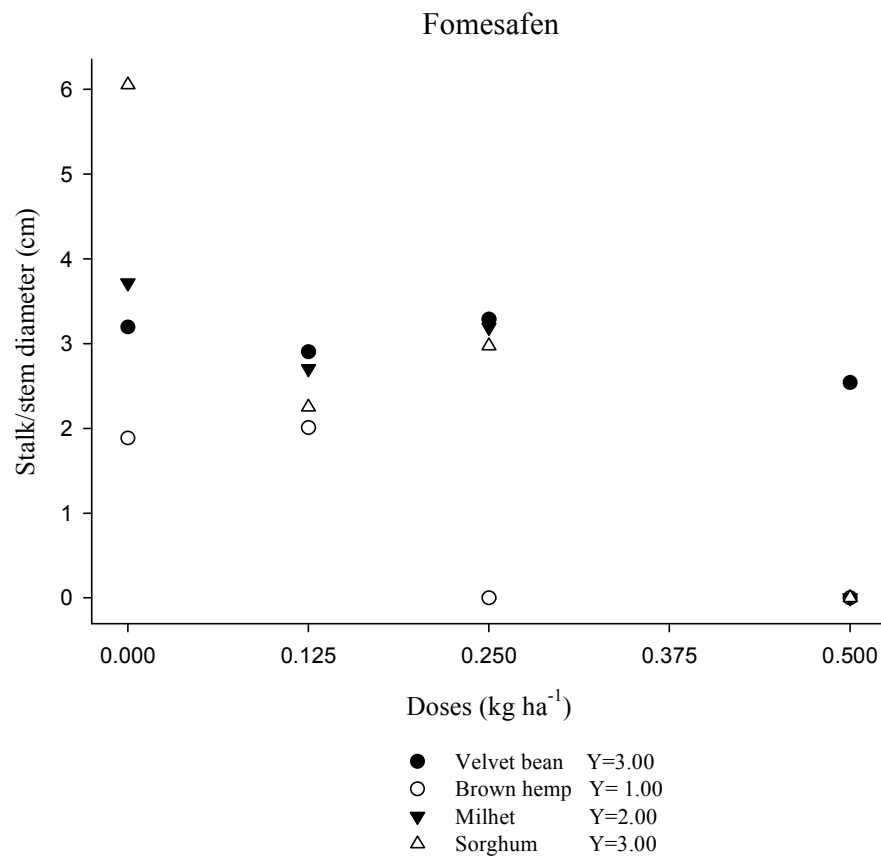 Fomesafen
6
5
4
3
2
1
0
Stalk/stem diameter (cm)
0.000 0.125 0.250 0.375 0.500
Doses (kg ha⁻¹)
Velvet bean Y=3.00
Brown hemp Y= 1.00
Milhet Y=2.00
Sorghum Y=3.00